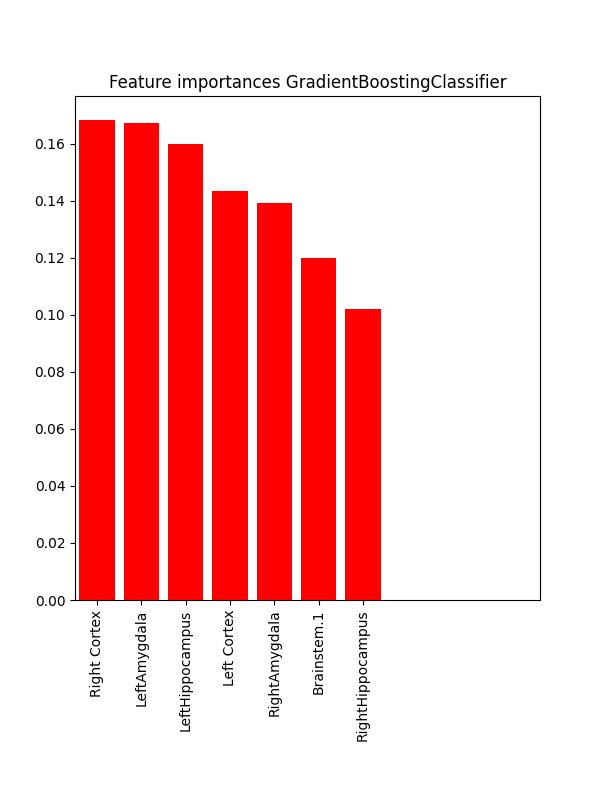 Feature importances GradientBoostingClassifier
0.16
0.14
0.12
0.10
0.08
0.06
0.04
0.02
0.00
Right Cortex
LeftAmygdala
LeftHippocampus
Left Cortex
RightAmygdala
Brainstem.1
RightHippocampus